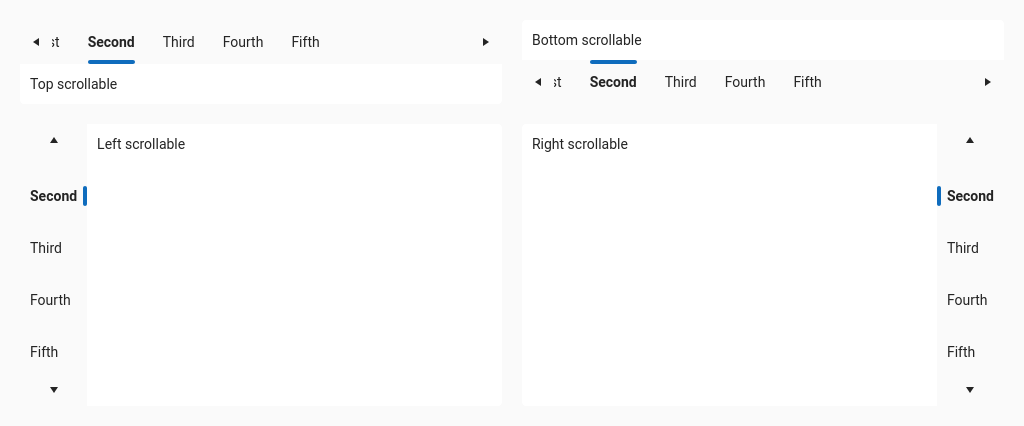 st Second Third Fourth Fifth
Top scrollable
Bottom scrollable
st Second Third Fourth Fifth
Left scrollable
Second
Third
Fourth
Fifth
Right scrollable
Second
Third
Fourth
Fifth